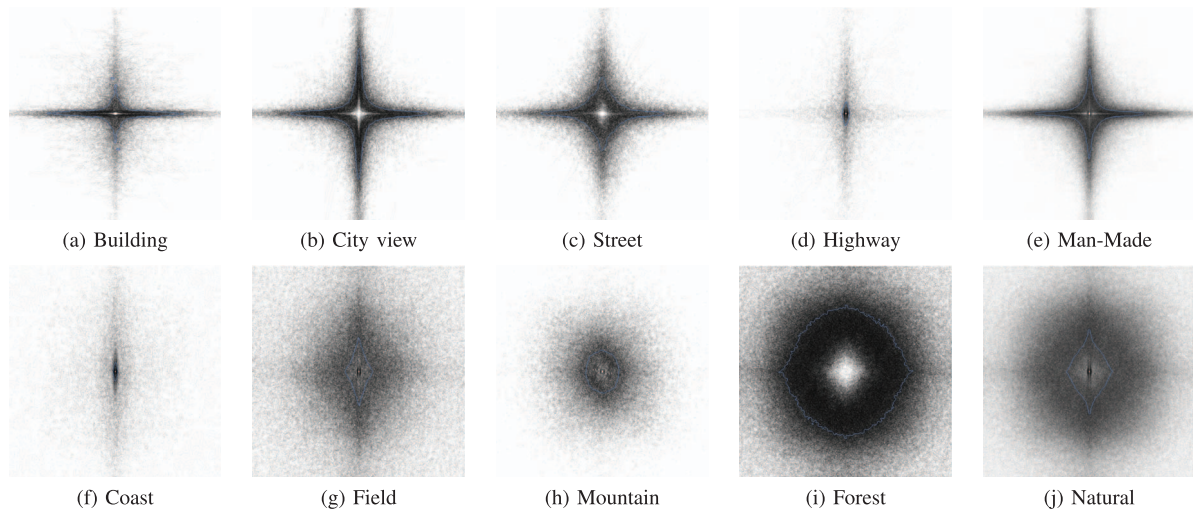 (a) Building
(b) City view
(c) Street
(d) Highway
(e) Man-Made
(f) Coast
(g) Field
(h) Mountain
(i) Forest
(j) Natural